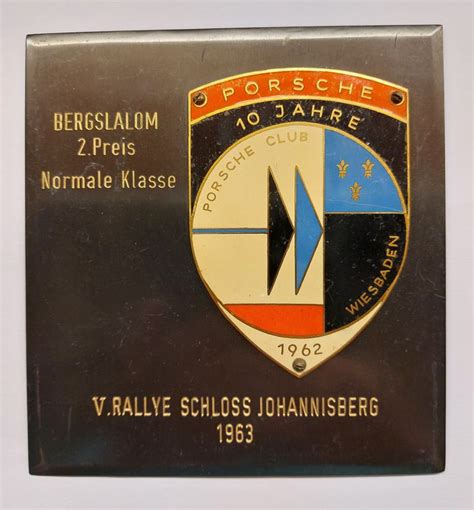 BERGSLALOM
2.Preis
Normale Klasse
PORSCHE
10 JAHRE
PORSCHE CLUB
WIESBADEN
1962
V. RALLYE SCHLOSS JOHANNISBERG
1963